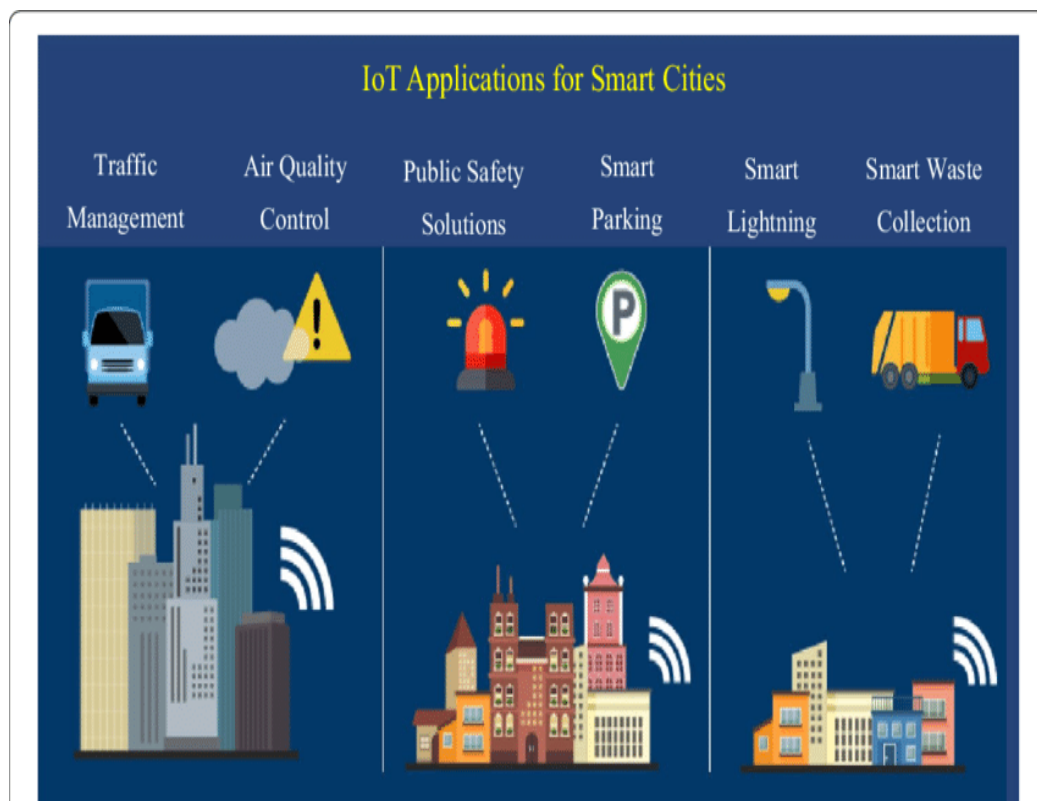 IoT Applications for Smart Cities
Traffic
Management
Air Quality
Control
Public Safety
Solutions
Smart
Parking
Smart
Lightning
Smart Waste
Collection
P